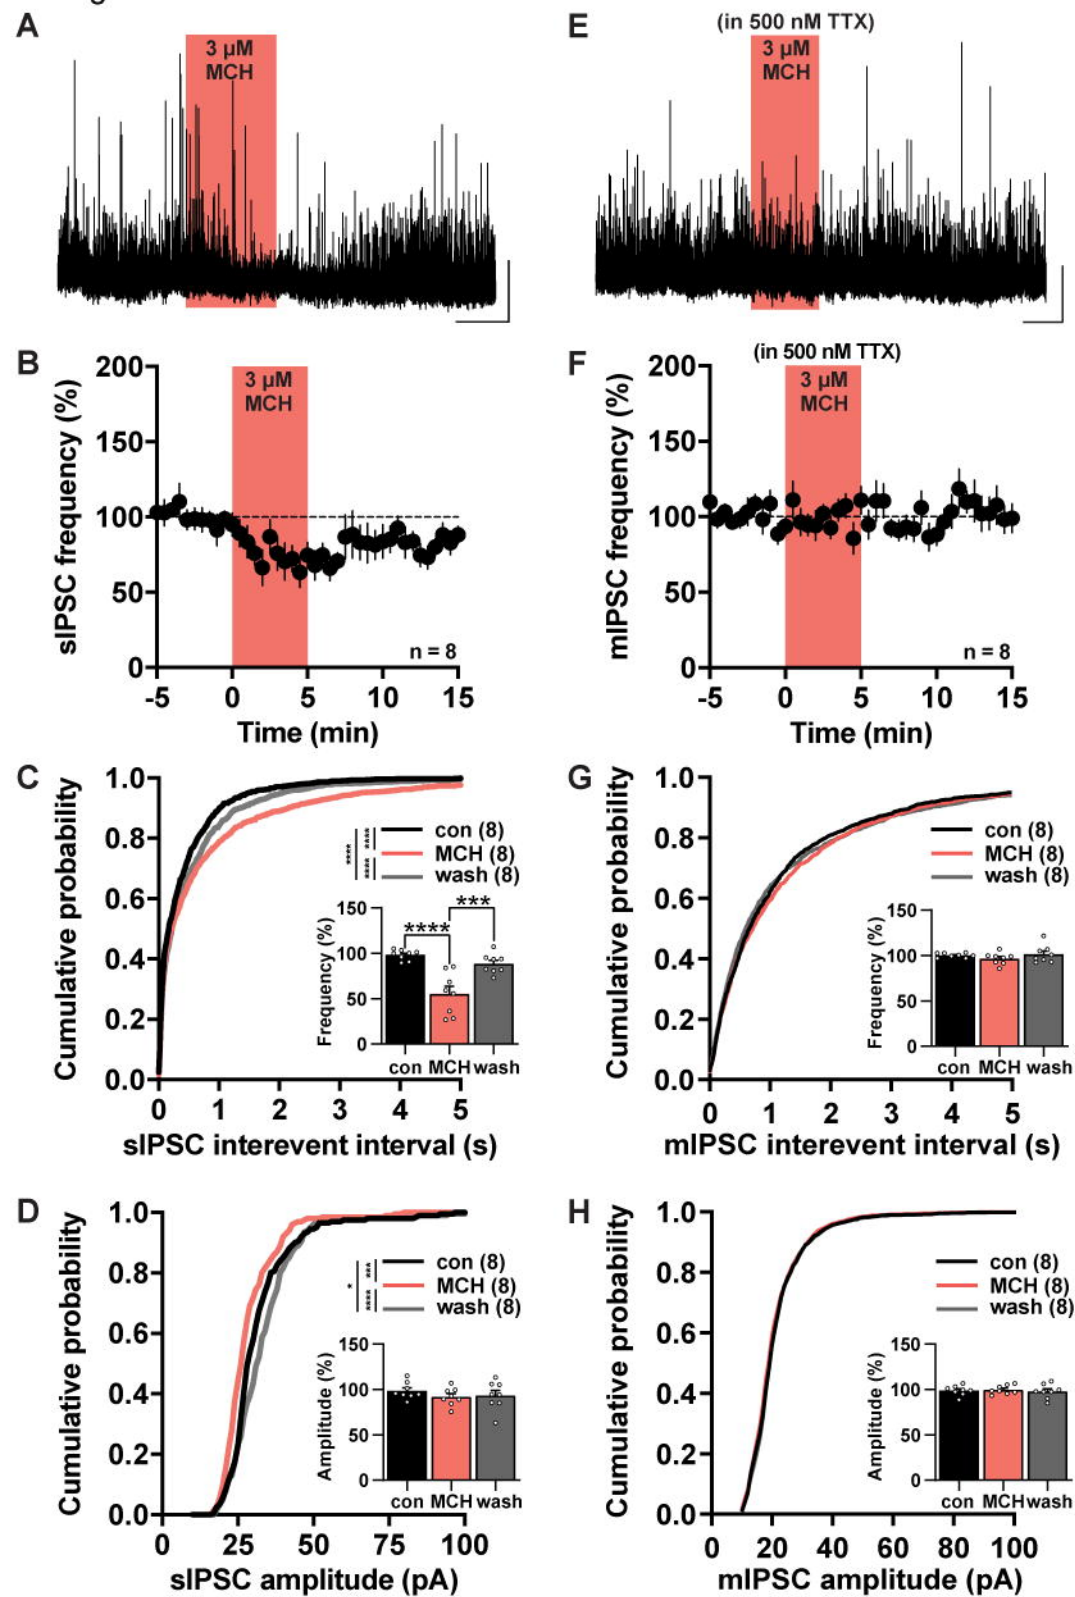 A
3 µM
MCH
E
(in 500 nM TTX)
3 µM
MCH
B
sIPSC frequency (%)
200
150
100
50
0
3 µM
MCH
n = 8
-5
0
5
10
15
Time (min)
F
(in 500 nM TTX)
mIPSC frequency (%)
200
150
100
50
0
3 µM
MCH
n = 8
-5
0
5
10
15
Time (min)
C
Cumulative probability
1.0
0.8
0.6
0.4
0.2
0.0
**** **** ****
con (8)
MCH (8)
wash (8)
Frequency (%)
150
100
50
0
**** ***
con MCH wash
0
1
2
3
4
5
sIPSC interevent interval (s)
G
Cumulative probability
1.0
0.8
0.6
0.4
0.2
0.0
con (8)
MCH (8)
wash (8)
Frequency (%)
150
100
50
0
con MCH wash
0
1
2
3
4
5
mIPSC interevent interval (s)
D
Cumulative probability
1.0
0.8
0.6
0.4
0.2
0.0
* *** ****
con (8)
MCH (8)
wash (8)
Amplitude (%)
150
100
50
0
con MCH wash
0
25
50
75
100
sIPSC amplitude (pA)
H
Cumulative probability
1.0
0.8
0.6
0.4
0.2
0.0
con (8)
MCH (8)
wash (8)
Amplitude (%)
150
100
50
0
con MCH wash
0
20
40
60
80
100
mIPSC amplitude (pA)